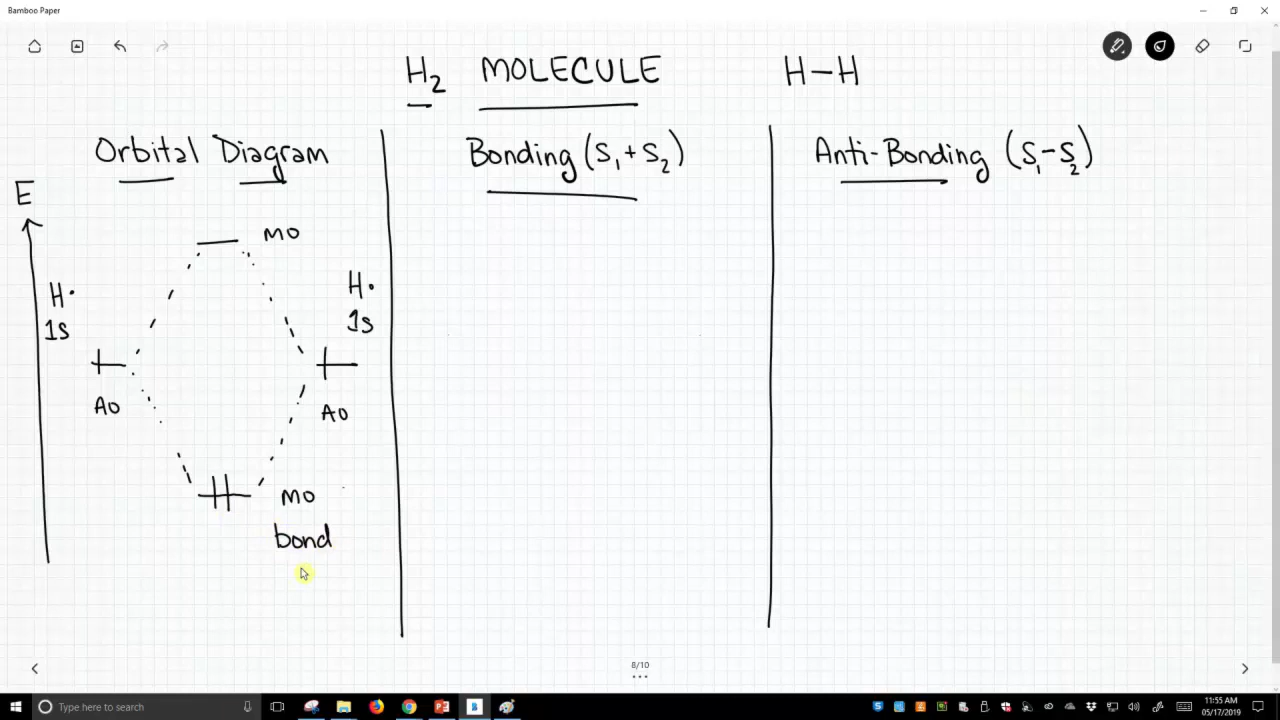 Bamboo Paper
H2 MOLECULE H-H
Orbital Diagram
Bonding (S1 + S2)
Anti-Bonding (S1 - S2)
E
MO
H·
1S
H·
1S
AO
AO
MO
bond
8/10
Type here to search
11:55 AM
05/17/2019